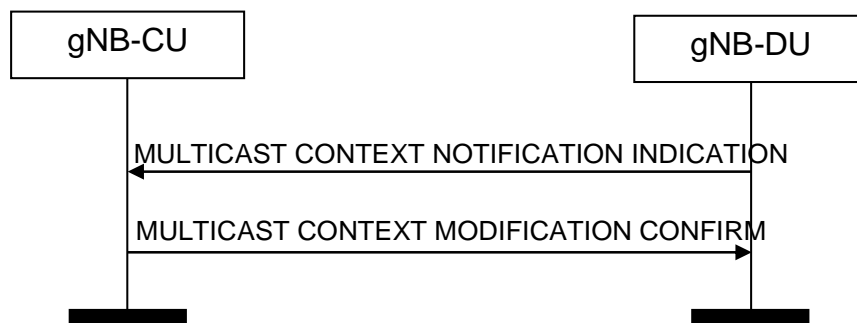 gNB-CU
gNB-DU
MULTICAST CONTEXT NOTIFICATION INDICATION
MULTICAST CONTEXT MODIFICATION CONFIRM